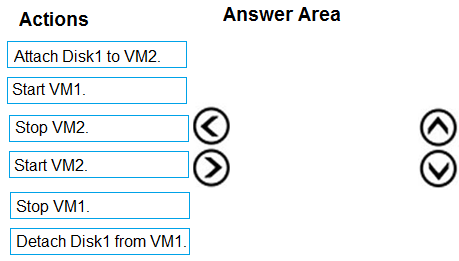 Actions
Answer Area
Attach Disk1 to VM2.
Start VM1.
Stop VM2.
Start VM2.
Stop VM1.
Detach Disk1 from VM1.